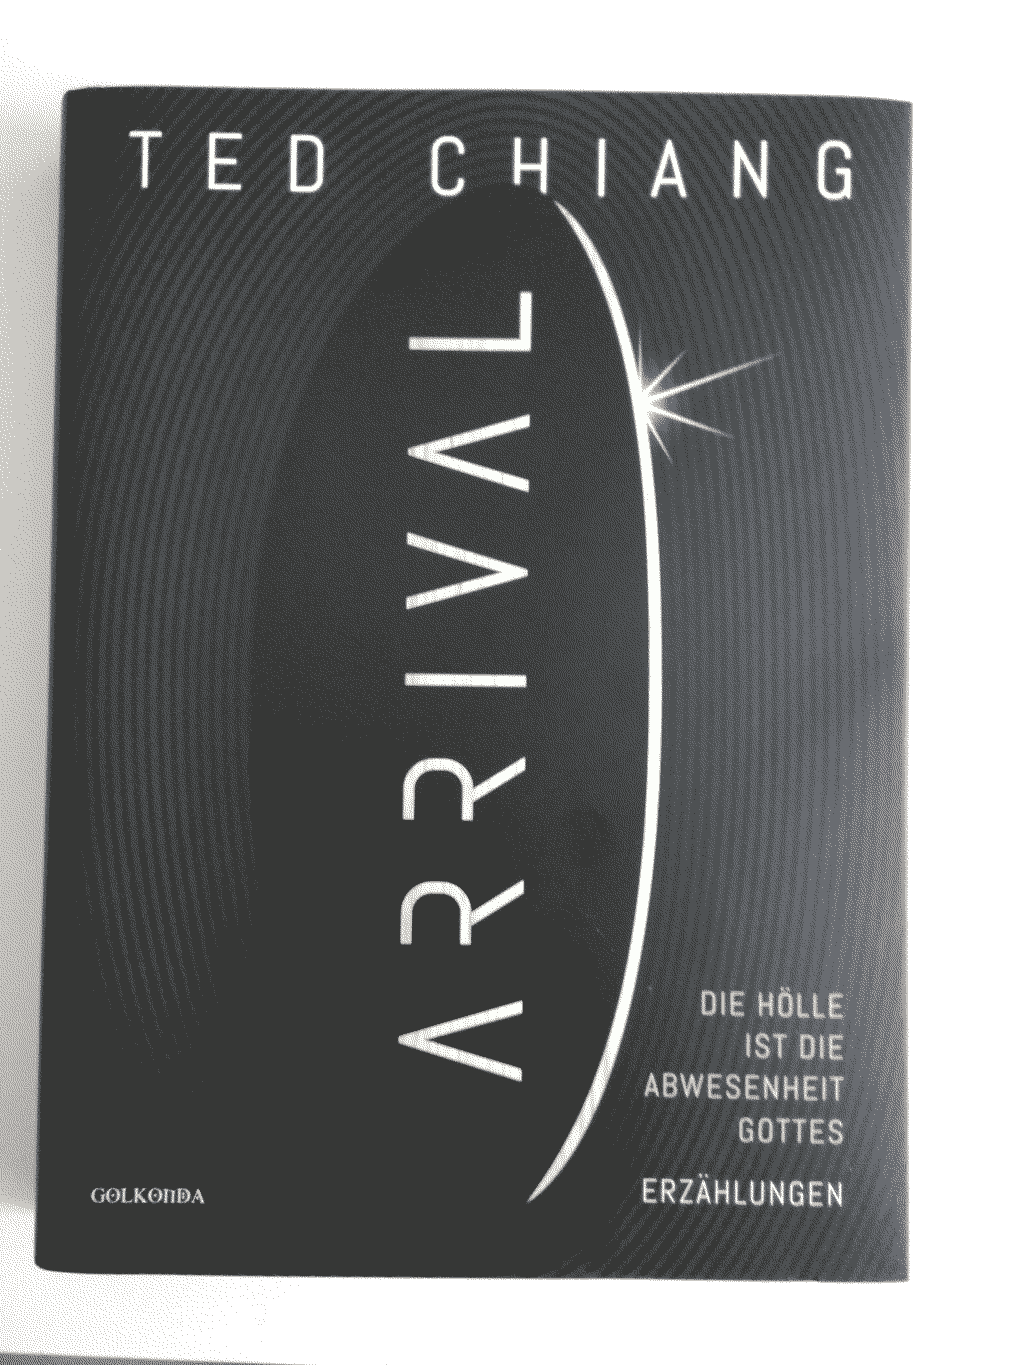 TED CHIANG
ARRIVAL
DIE HÖLLE
IST DIE
ABWESENHEIT
GOTTES
ERZÄHLUNGEN
GOLKONDA